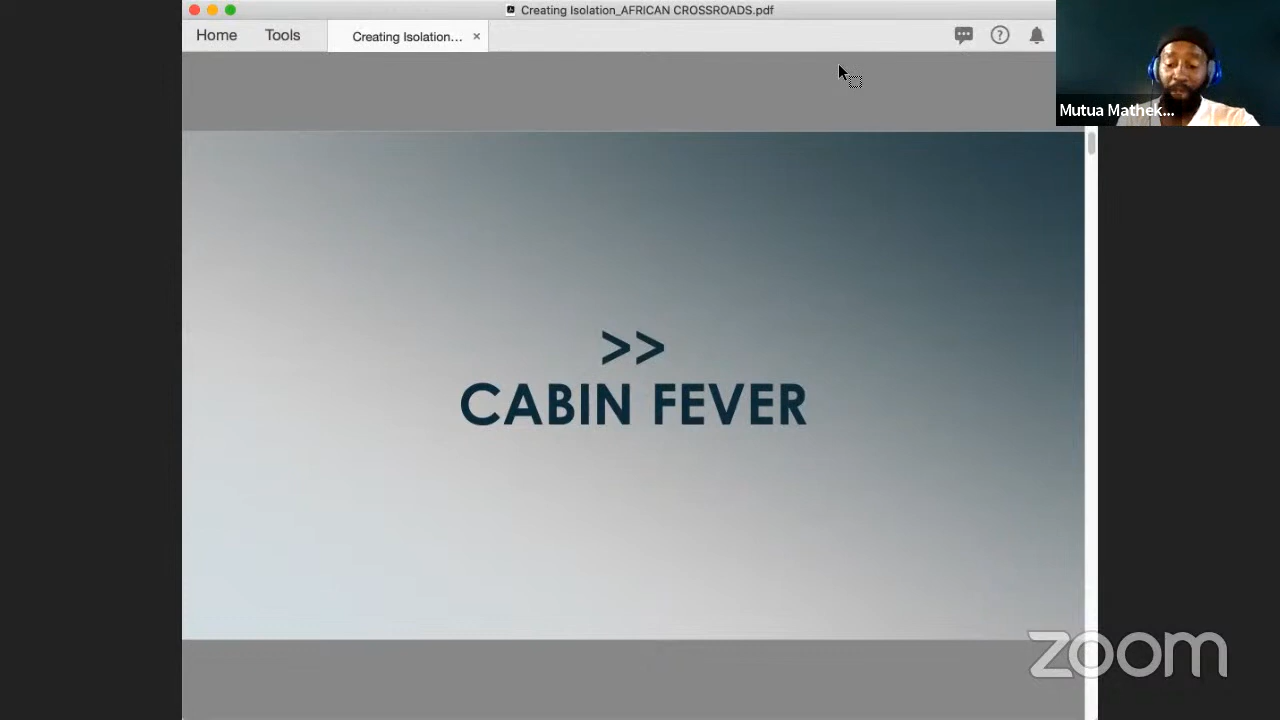 Creating Isolation_AFRICAN CROSSROADS.pdf
Home Tools Creating Isolation... ×
Mutua Mathek...
>>
CABIN FEVER
zoom